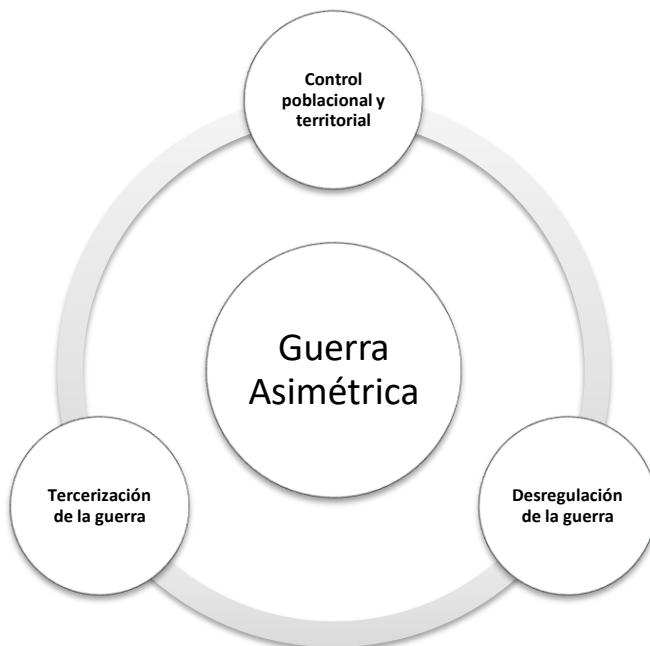 Control
poblacional y
territorial
Guerra
Asimétrica
Tercerización
de la guerra
Desregulación
de la guerra